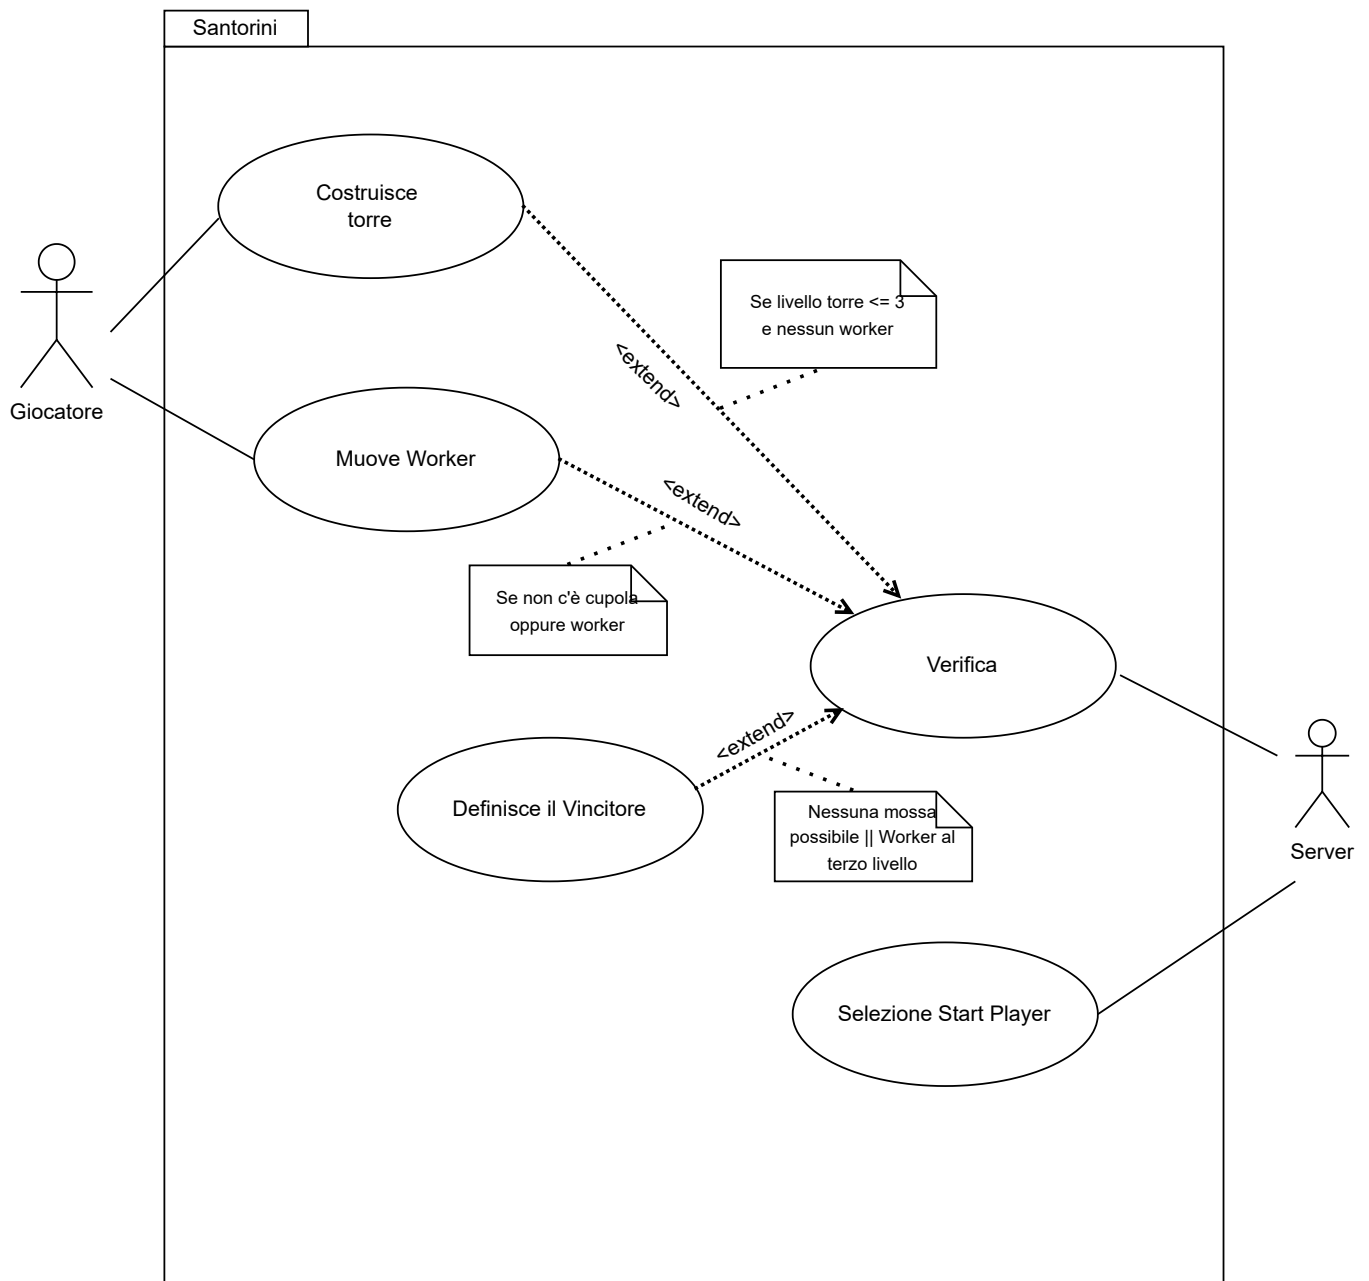 Santorini
Costruisce
torre
Se livello torre <= 3
e nessun worker
<extend>
Giocatore
Muove Worker
<extend>
Se non c'è cupola
oppure worker
Verifica
<extend>
Definisce il Vincitore
Nessuna mossa
possibile || Worker al
terzo livello
Server
Selezione Start Player